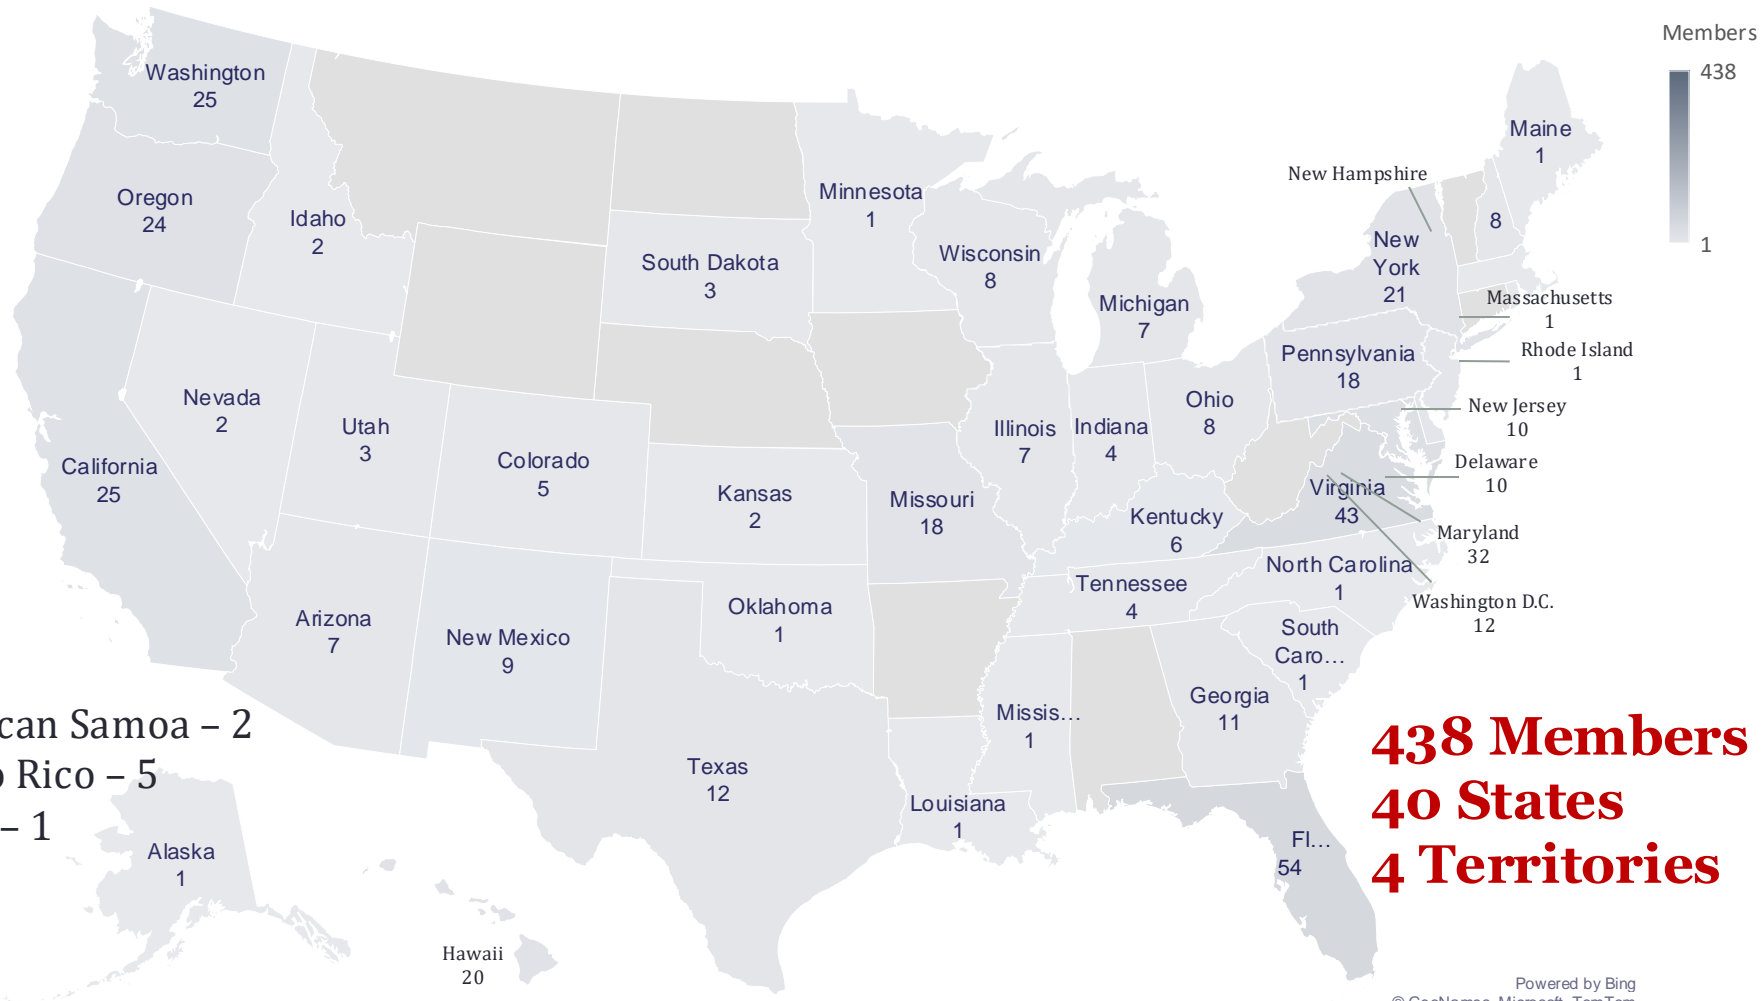 Members
438
1
Washington
25
Oregon
24
Idaho
2
Minnesota
1
South Dakota
3
Wisconsin
8
Michigan
7
Maine
1
New Hampshire
8
New
York
21
Massachusetts
1
Rhode Island
1
Pennsylvania
18
New Jersey
10
Delaware
10
Maryland
32
Washington D.C.
12
Nevada
2
Utah
3
California
25
Colorado
5
Kansas
2
Missouri
18
Illinois
7
Indiana
4
Ohio
8
Virginia
43
Kentucky
6
North Carolina
1
Tennessee
4
South
Caro...
1
Arizona
7
New Mexico
9
Oklahoma
1
Georgia
11
Missis...
1
Texas
12
Louisiana
1
Fl...
54
can Samoa – 2
o Rico – 5
– 1
Alaska
1
Hawaii
20
438 Members
40 States
4 Territories
Powered by Bing
© GeoNames, Microsoft, TomTom